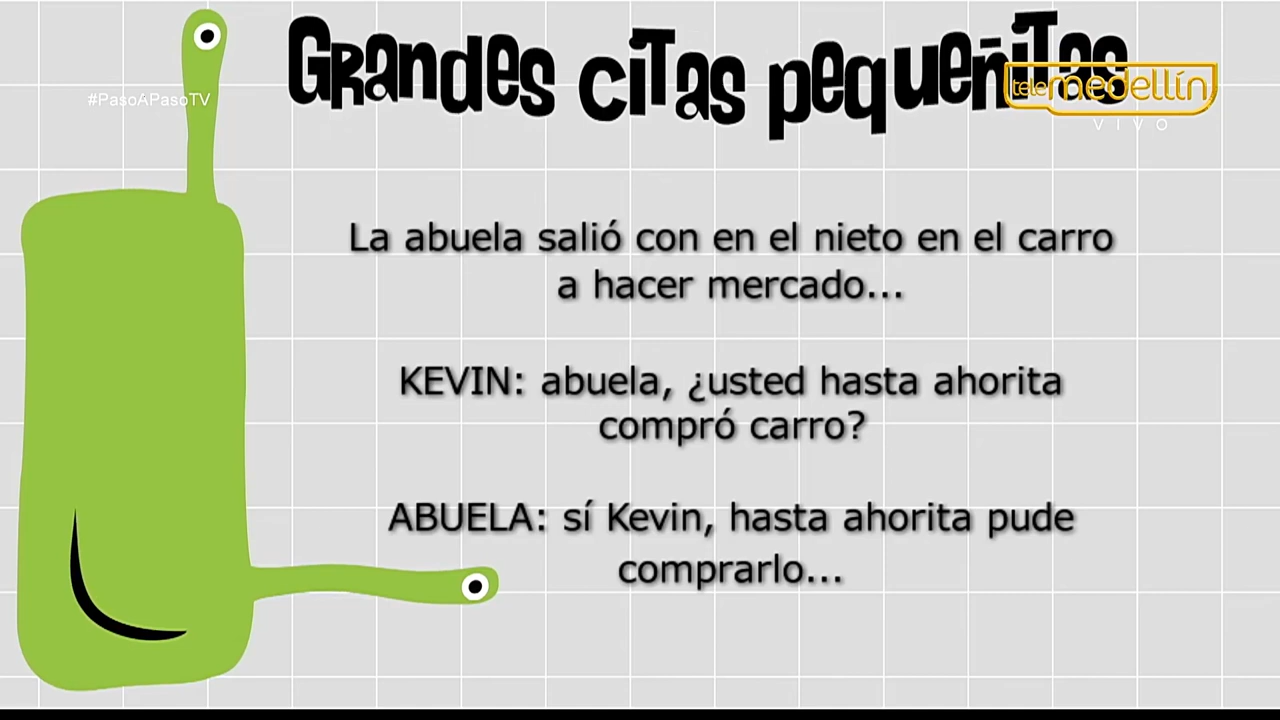 Grandes citas pequeñitas
#PasoAPasoTV
telemedellín
VIVO
La abuela salió con en el nieto en el carro
a hacer mercado...
KEVIN: abuela, ¿usted hasta ahorita
compró carro?
ABUELA: sí Kevin, hasta ahorita pude
comprarlo...